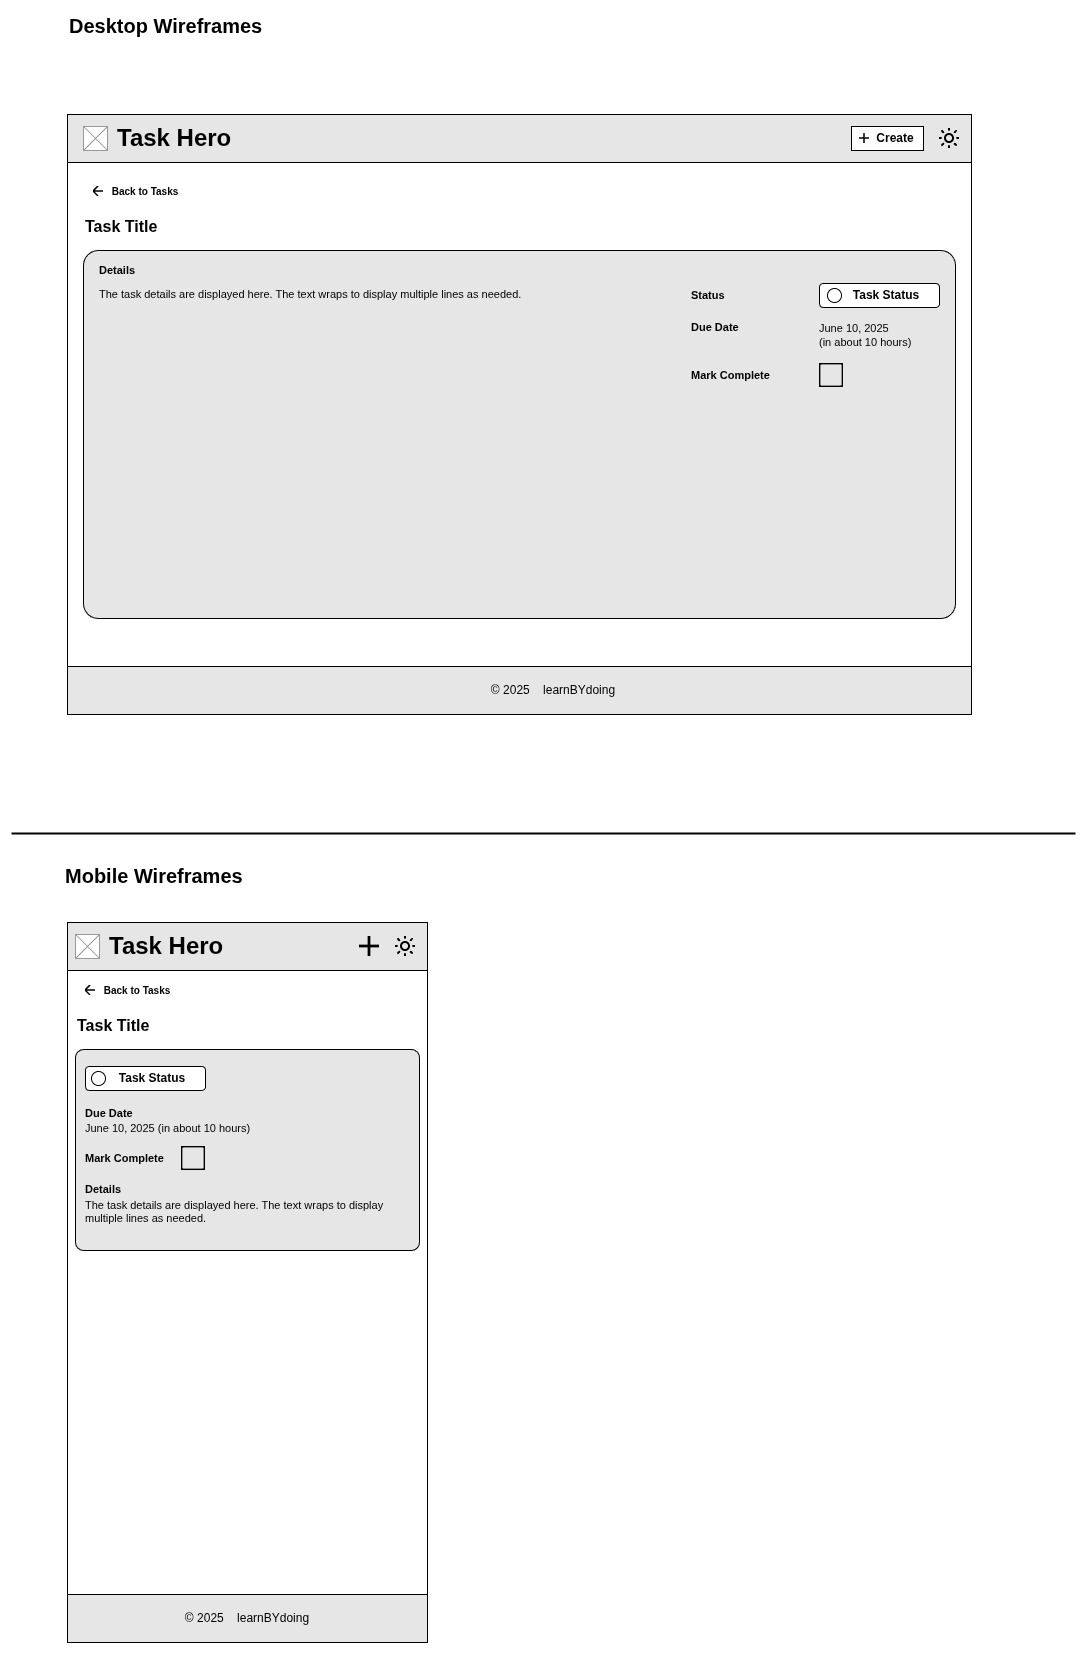 Desktop Wireframes
Task Hero
Create
Back to Tasks
Task Title
Details
The task details are displayed here. The text wraps to display multiple lines as needed.
Status
Task Status
Due Date
June 10, 2025
(in about 10 hours)
Mark Complete
© 2025 learnBYdoing
Mobile Wireframes
Task Hero
Back to Tasks
Task Title
Task Status
Due Date
June 10, 2025 (in about 10 hours)
Mark Complete
Details
The task details are displayed here. The text wraps to display
multiple lines as needed.
© 2025 learnBYdoing